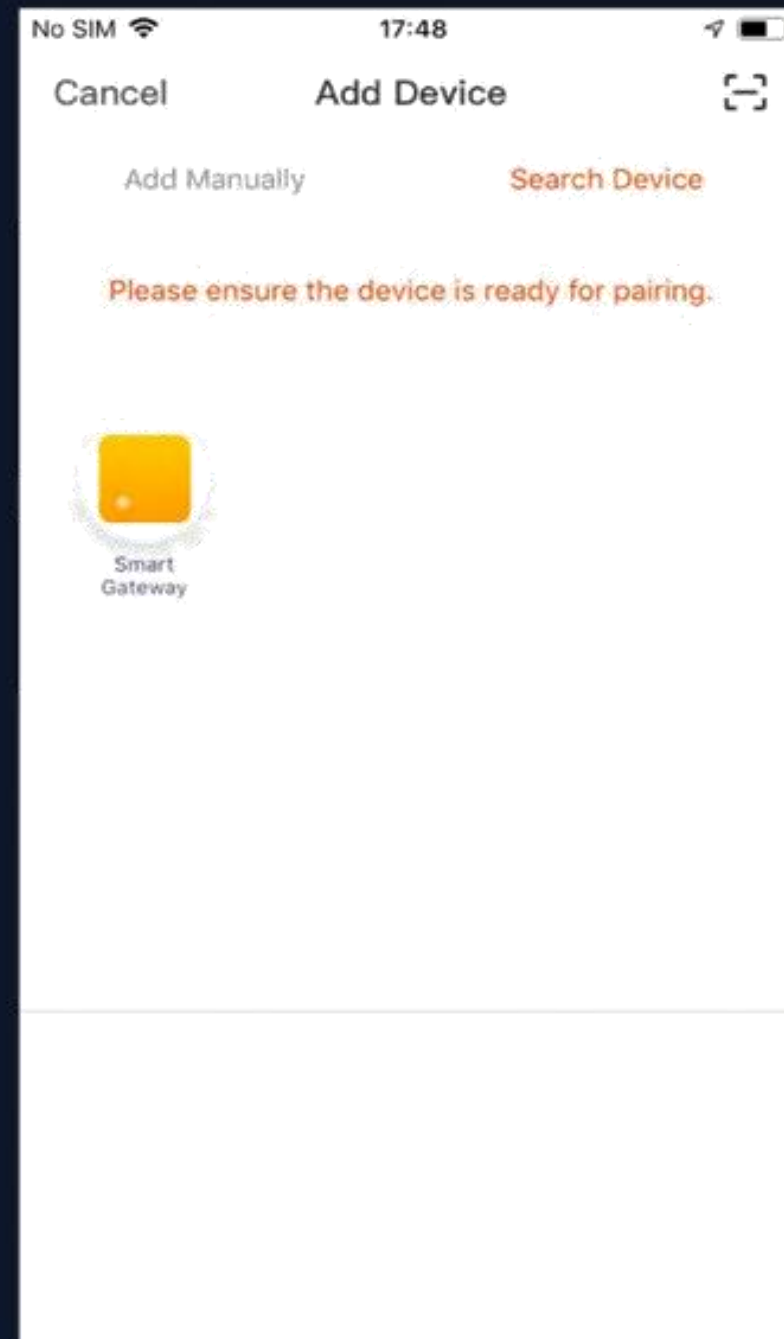 No SIM 17:48
Cancel Add Device
Add Manually Search Device
Please ensure the device is ready for pairing.
Smart
Gateway